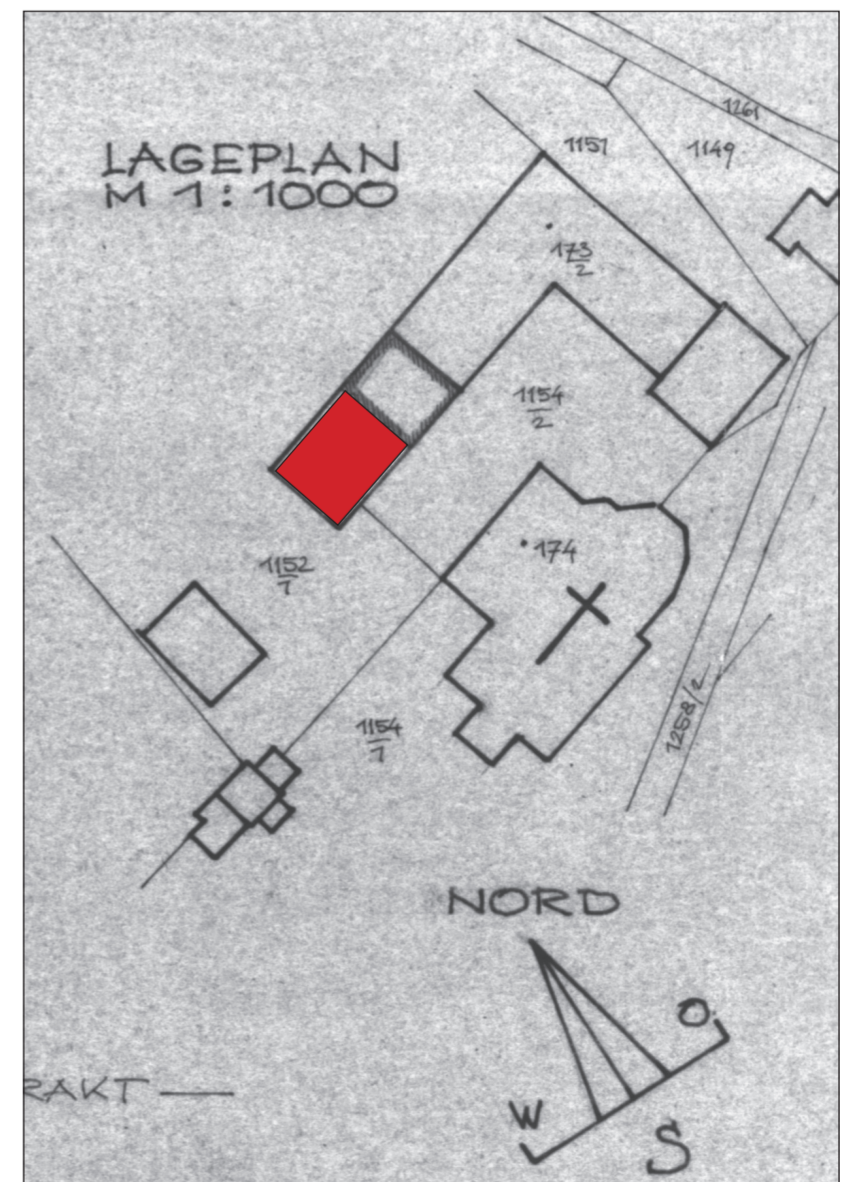 LAGEPLAN
M 1:1000
1261
1151
1149
173/2
1154/2
174
1152/1
1154/1
1258/2
NORD
O.
W
S
RAKT